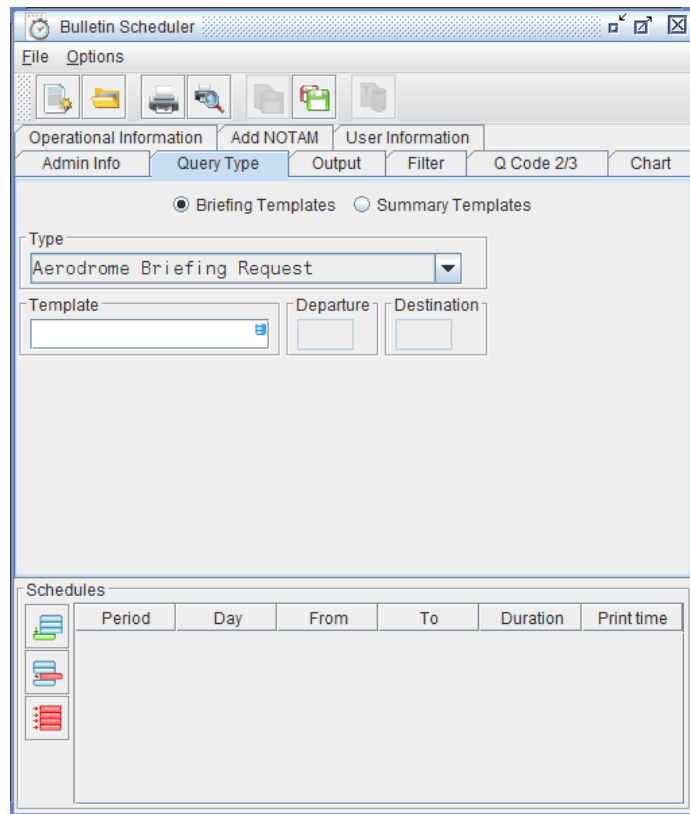 Bulletin Scheduler
File Options
Operational Information Add NOTAM User Information
Admin Info Query Type Output Filter Q Code 2/3 Chart
Briefing Templates Summary Templates
Type
Aerodrome Briefing Request
Template Departure Destination
Schedules
Period Day From To Duration Print time